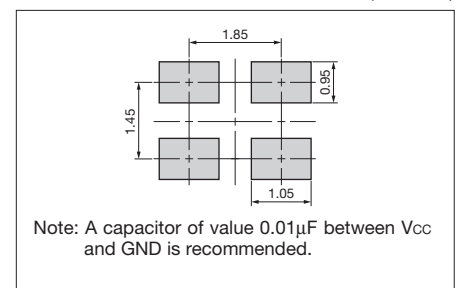 1.85
0.95
1.45
1.05
Note: A capacitor of value 0.01μF between Vcc
and GND is recommended.